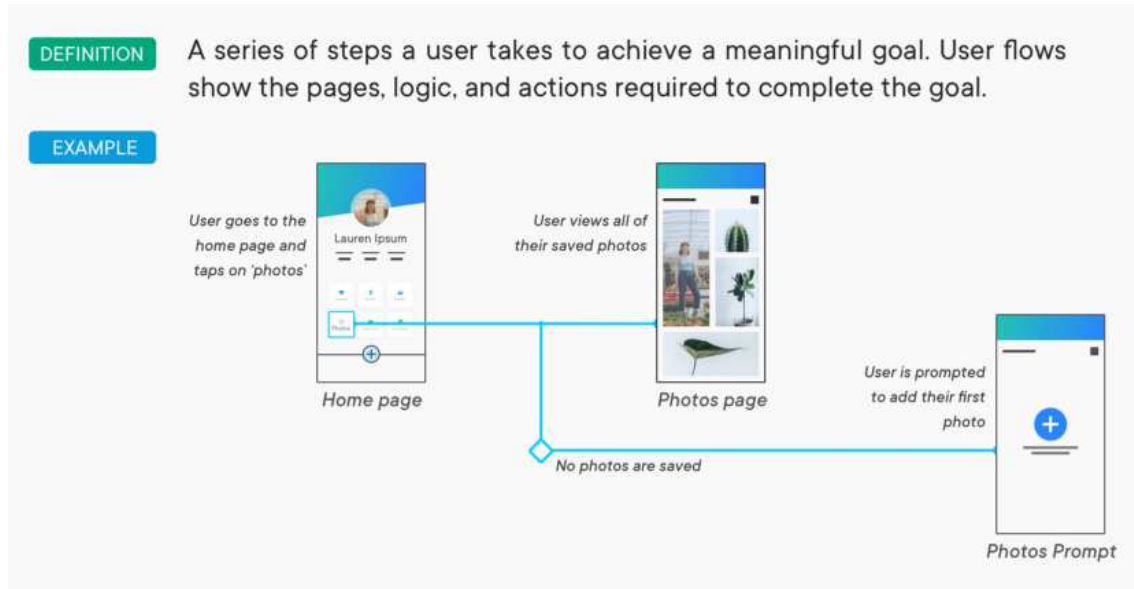 DEFINITION
A series of steps a user takes to achieve a meaningful goal. User flows
show the pages, logic, and actions required to complete the goal.
EXAMPLE
User goes to the
home page and
taps on 'photos'
Lauren Ipsum
Photos
Home page
User views all of
their saved photos
Photos page
No photos are saved
User is prompted
to add their first
photo
Photos Prompt